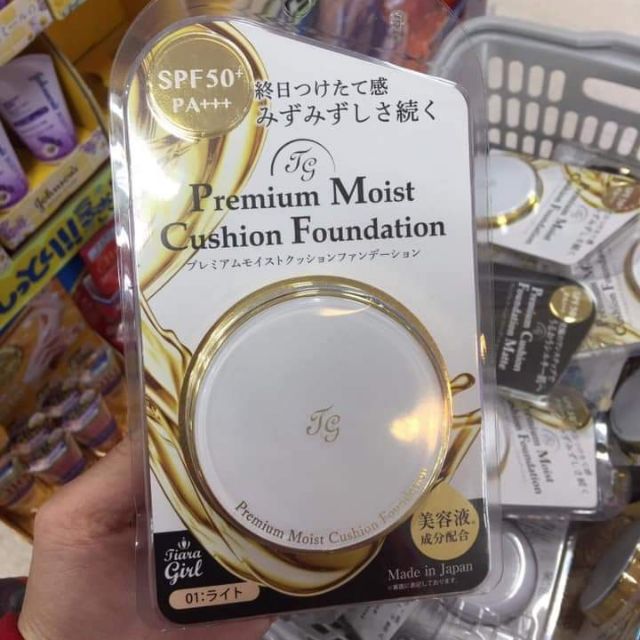 SPF50+
PA+++
終日つけたて感
みずみずしさ続く
TG
Premium Moist
Cushion Foundation
プレミアムモイストクッションファンデーション
TG
Premium Moist Cushion Foundation
美容液※
成分配合
Tiara
Girl
Made in Japan
01:ライト
Johnson's
Premium Moist
Cushion Foundation
Premium
Cushion
Foundation Matte
Moist
Foundation